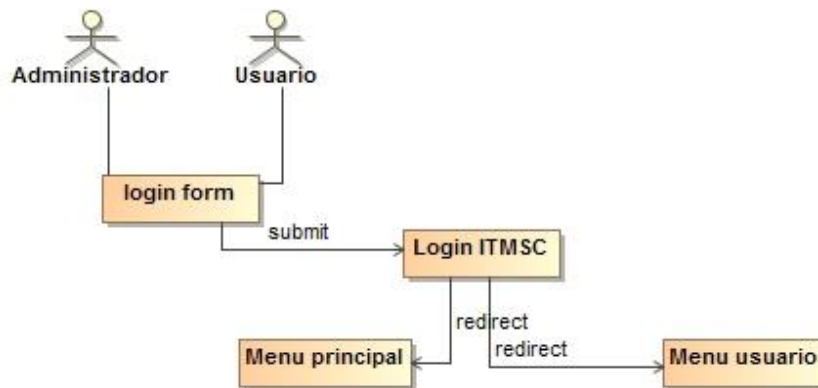 Administrador
Usuario
login form
submit
Login ITMSC
redirect
redirect
Menu principal
Menu usuario